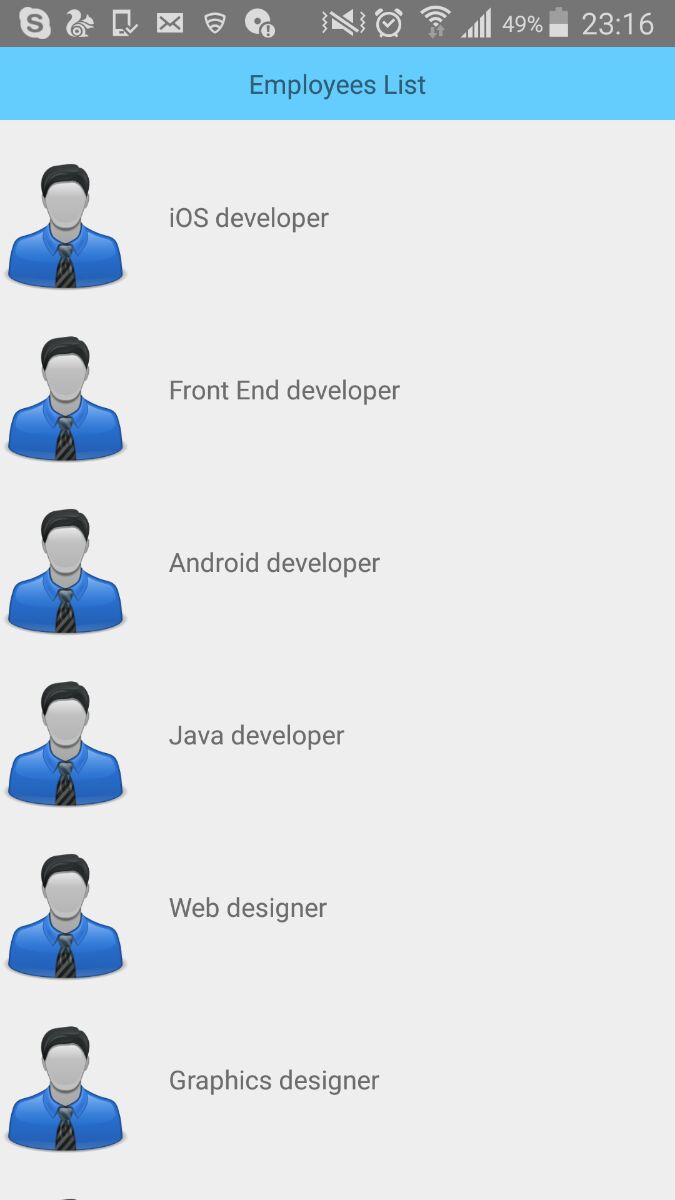 49% 23:16
Employees List
iOS developer
Front End developer
Android developer
Java developer
Web designer
Graphics designer